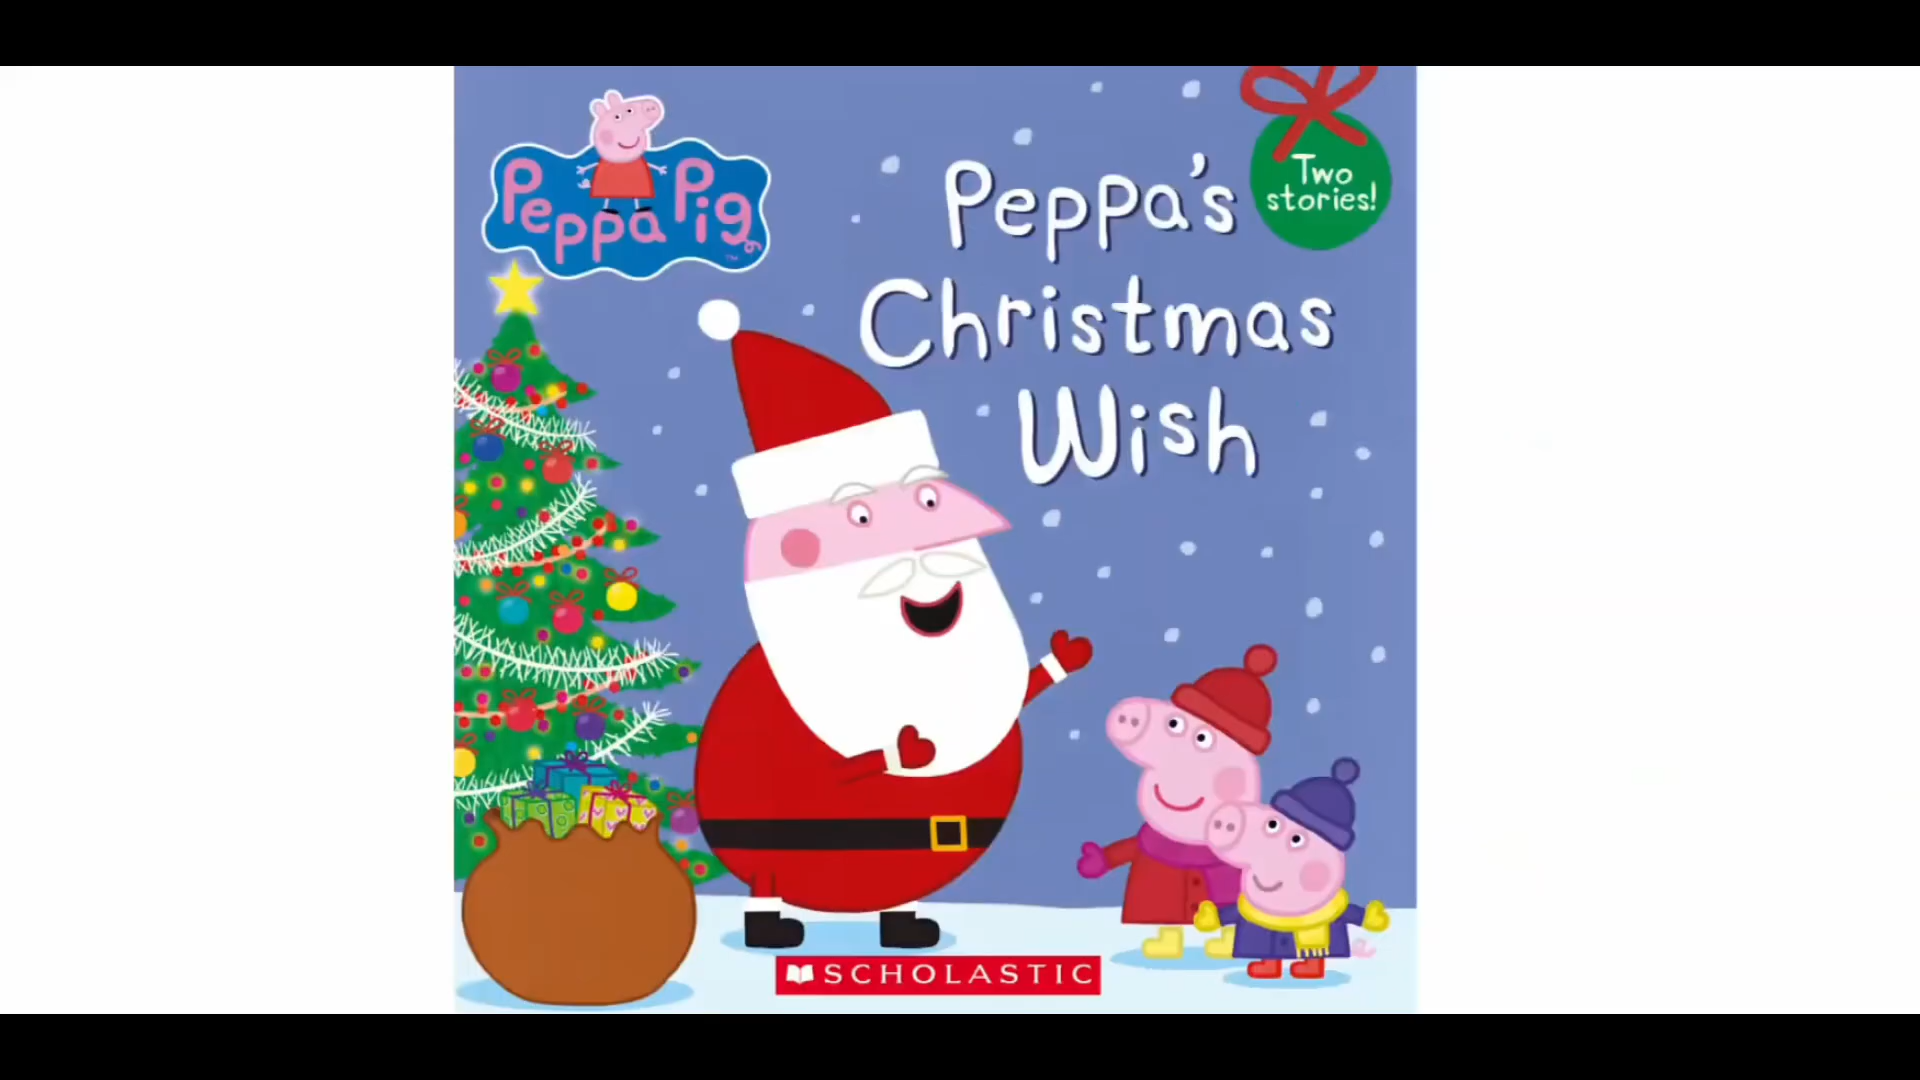 Peppa Pig
Two
stories!
Peppa's
Christmas
Wish
SCHOLASTIC